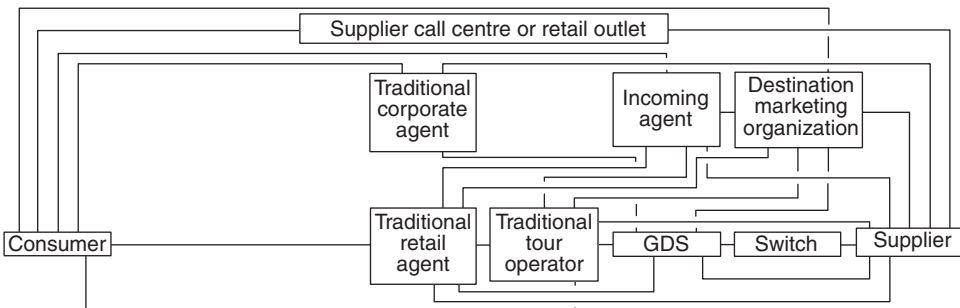 Supplier call centre or retail outlet
Traditional
corporate
agent
Incoming
agent
Destination
marketing
organization
Consumer
Traditional
retail
agent
Traditional
tour
operator
GDS
Switch
Supplier